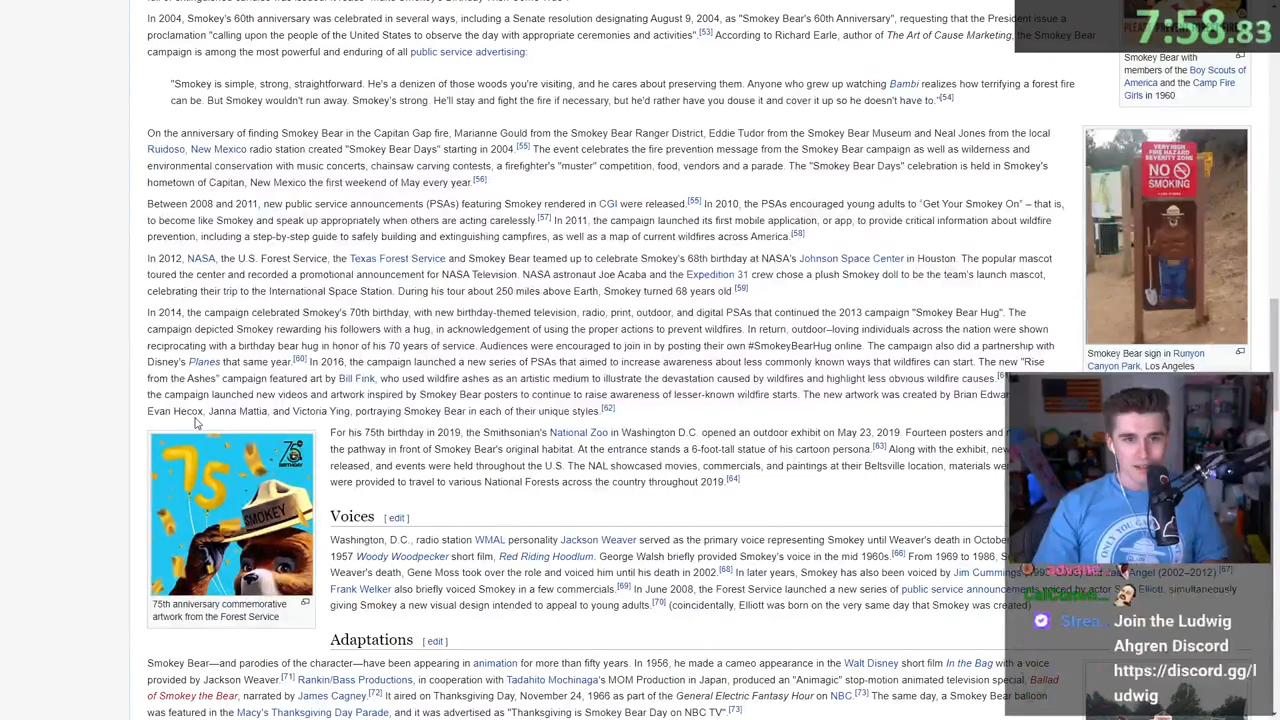 In 2004, Smokey's 60th anniversary was celebrated in several ways, including a Senate resolution designating August 9, 2004, as "Smokey Bear's 60th Anniversary", requesting that the President issue a
proclamation "calling upon the people of the United States to observe the day with appropriate ceremonies and activities".[53] According to Richard Earle, author of The Art of Cause Marketing, the Smokey Bear
campaign is among the most powerful and enduring of all public service advertising:
"Smokey is simple, strong, straightforward. He's a denizen of those woods you're visiting, and he cares about preserving them. Anyone who grew up watching Bambi realizes how terrifying a forest fire
can be. But Smokey wouldn't run away. Smokey's strong. He'll stay and fight the fire if necessary, but he'd rather have you douse it and cover it up so he doesn't have to."[54]
On the anniversary of finding Smokey Bear in the Capitan Gap fire, Marianne Gould from the Smokey Bear Ranger District, Eddie Tudor from the Smokey Bear Museum and Neal Jones from the local
Ruidoso, New Mexico radio station created "Smokey Bear Days" starting in 2004.[55] The event celebrates the fire prevention message from the Smokey Bear campaign as well as wilderness and
environmental conservation with music concerts, chainsaw carving contests, a firefighter's "muster" competition, food, vendors and a parade. The "Smokey Bear Days" celebration is held in Smokey's
hometown of Capitan, New Mexico the first weekend of May every year.[56]
Between 2008 and 2011, new public service announcements (PSAs) featuring Smokey rendered in CGI were released.[55] In 2010, the PSAs encouraged young adults to "Get Your Smokey On" – that is,
to become like Smokey and speak up appropriately when others are acting carelessly.[57] In 2011, the campaign launched its first mobile application, or app, to provide critical information about wildfire
prevention, including a step-by-step guide to safely building and extinguishing campfires, as well as a map of current wildfires across America.[58]
In 2012, NASA, the U.S. Forest Service, the Texas Forest Service and Smokey Bear teamed up to celebrate Smokey's 68th birthday at NASA's Johnson Space Center in Houston. The popular mascot
toured the center and recorded a promotional announcement for NASA Television. NASA astronaut Joe Acaba and the Expedition 31 crew chose a plush Smokey doll to be the team's launch mascot,
celebrating their trip to the International Space Station. During his tour about 250 miles above Earth, Smokey turned 68 years old [59]
In 2014, the campaign celebrated Smokey's 70th birthday, with new birthday-themed television, radio, print, outdoor, and digital PSAs that continued the 2013 campaign "Smokey Bear Hug". The
campaign depicted Smokey rewarding his followers with a hug, in acknowledgement of using the proper actions to prevent wildfires. In return, outdoor–loving individuals across the nation were shown
reciprocating with a birthday bear hug in honor of his 70 years of service. Audiences were encouraged to join in by posting their own #SmokeyBearHug online. The campaign also did a partnership with
Disney's Planes that same year.[60] In 2016, the campaign launched a new series of PSAs that aimed to increase awareness about less commonly known ways that wildfires can start. The new "Rise
from the Ashes" campaign featured art by Bill Fink, who used wildfire ashes as an artistic medium to illustrate the devastation caused by wildfires and highlight less obvious wildfire causes.
the campaign launched new videos and artwork inspired by Smokey Bear posters to continue to raise awareness of lesser-known wildfire starts. The new artwork was created by Brian
Evan Hecox, Janna Mattia, and Victoria Ying, portraying Smokey Bear in each of their unique styles.[62]
For his 75th birthday in 2019, the Smithsonian's National Zoo in Washington D.C. opened an outdoor exhibit on May 23, 2019. Fourteen posters and
the pathway in front of Smokey Bear's original habitat. At the entrance stands a 6-foot-tall statue of his cartoon persona.[63] Along with the exhibit,
released, and events were held throughout the U.S. The NAL showcased movies, commercials, and paintings at their Beltsville location, materials
were provided to travel to various National Forests across the country throughout 2019.[64]
75
75 BIRTHDAY
SMOKEY
75th anniversary commemorative
artwork from the Forest Service
Voices [ edit ]
Washington, D.C., radio station WMAL personality Jackson Weaver served as the primary voice representing Smokey until Weaver's death in
1957 Woody Woodpecker short film, Red Riding Hoodlum. George Walsh briefly provided Smokey's voice in the mid 1960s.[66] From 1969 to 1986,
Weaver's death, Gene Moss took over the role and voiced him until his death in 2002.[68] In later years, Smokey has also been voiced by Jim Cummings Angel (2002–2012).[67]
Frank Welker also briefly voiced Smokey in a few commercials.[69] In June 2008, the Forest Service launched a new series of public service announcements voiced by actor Elliott, simultaneously
giving Smokey a new visual design intended to appeal to young adults.[70] (coincidentally, Elliott was born on the very same day that Smokey was created)
Adaptations [ edit ]
Smokey Bear—and parodies of the character—have been appearing in animation for more than fifty years. In 1956, he made a cameo appearance in the Walt Disney short film In the Bag with a voice
provided by Jackson Weaver.[71] Rankin/Bass Productions, in cooperation with Tadahito Mochinaga's MOM Production in Japan, produced an "Animagic" stop-motion animated television special, Ballad
of Smokey the Bear, narrated by James Cagney.[72] It aired on Thanksgiving Day, November 24, 1966 as part of the General Electric Fantasy Hour on NBC.[73] The same day, a Smokey Bear balloon
was featured in the Macy's Thanksgiving Day Parade, and it was advertised as "Thanksgiving is Smokey Bear Day on NBC TV".[73]
7:58.83
Smokey Bear with
members of the Boy Scouts of
America and the Camp Fire
Girls in 1960
VERY HIGH
FIRE HAZARD
SEVERITY ZONE
NO
SMOKING
Smokey Bear sign in Runyon
Canyon Park, Los Angeles
ONLY YOU
Strea
Join the Ludwig
Ahgren Discord
https://discord.gg/l
udwig